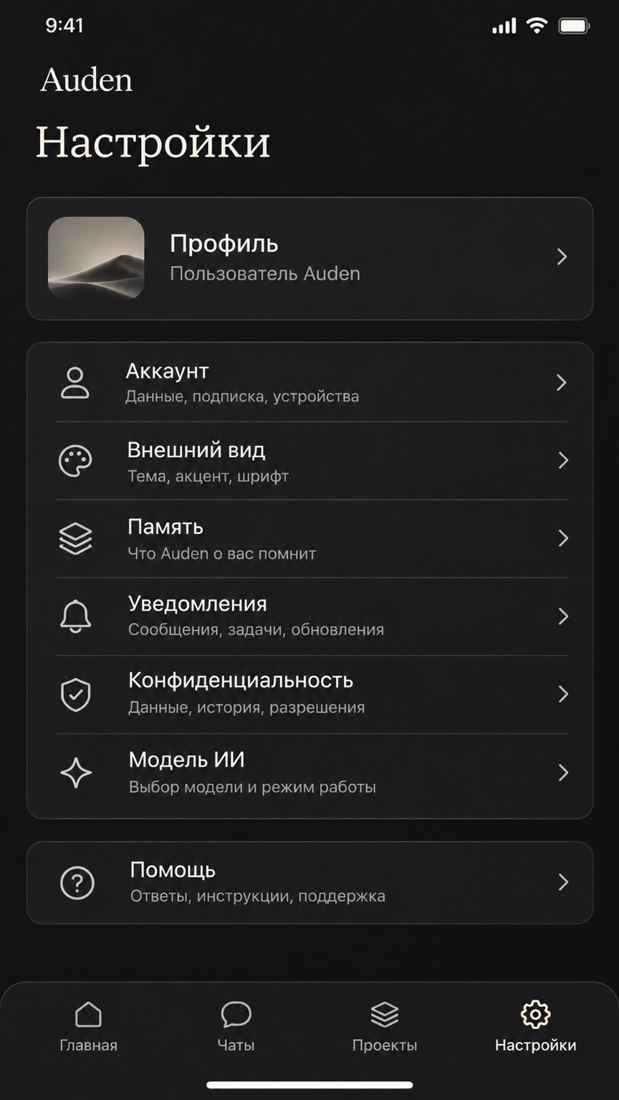 9:41
Auden
Настройки
Профиль
Пользователь Auden
Аккаунт
Данные, подписка, устройства
Внешний вид
Тема, акцент, шрифт
Память
Что Auden о вас помнит
Уведомления
Сообщения, задачи, обновления
Конфиденциальность
Данные, история, разрешения
Модель ИИ
Выбор модели и режим работы
Помощь
Ответы, инструкции, поддержка
Главная
Чаты
Проекты
Настройки